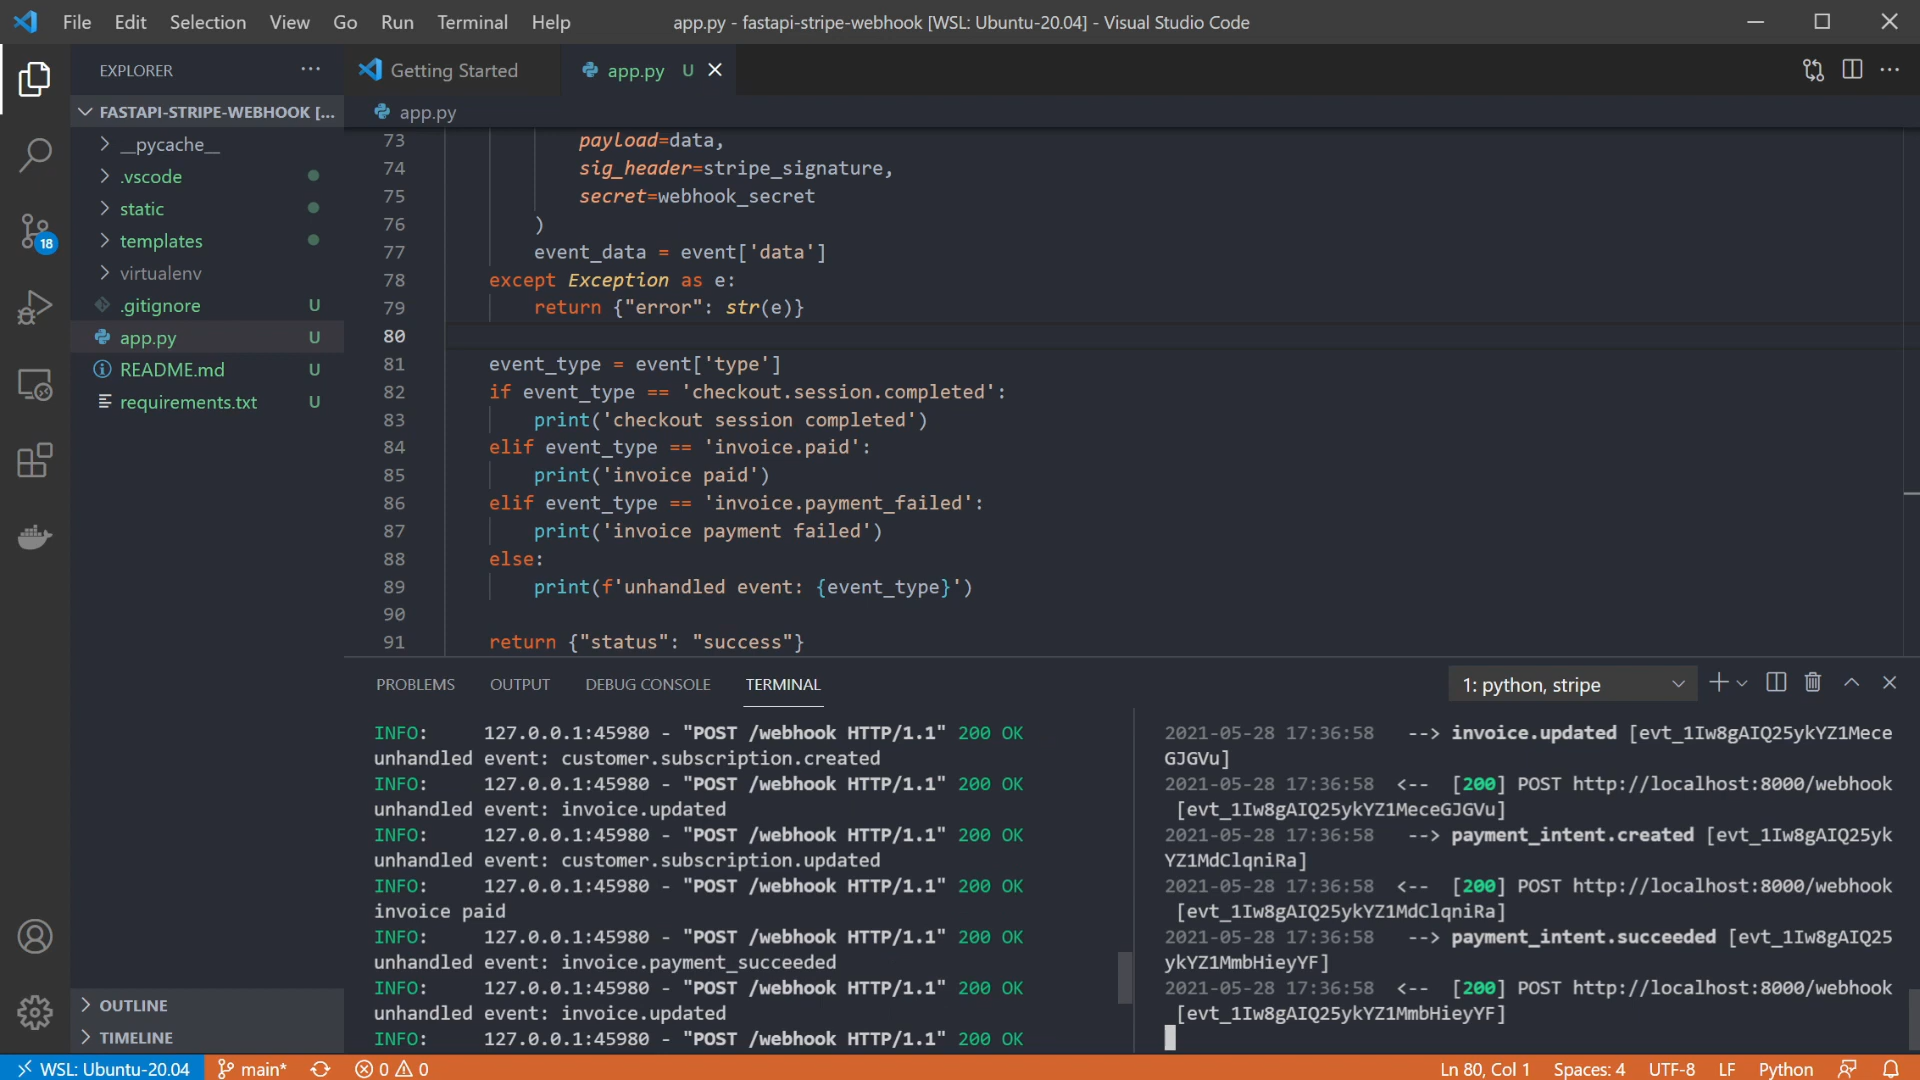 File Edit Selection View Go Run Terminal Help
app.py - fastapi-stripe-webhook [WSL: Ubuntu-20.04] - Visual Studio Code
EXPLORER
FASTAPI-STRIPE-WEBHOOK [...
__pycache__
.vscode
static
templates
virtualenv
.gitignore U
app.py U
README.md U
requirements.txt U
18
OUTLINE
TIMELINE
Getting Started
app.py U
app.py
73 payload=data,
74 sig_header=stripe_signature,
75 secret=webhook_secret
76 )
77 event_data = event['data']
78 except Exception as e:
79 return {"error": str(e)}
80
81 event_type = event['type']
82 if event_type == 'checkout.session.completed':
83 print('checkout session completed')
84 elif event_type == 'invoice.paid':
85 print('invoice paid')
86 elif event_type == 'invoice.payment_failed':
87 print('invoice payment failed')
88 else:
89 print(f'unhandled event: {event_type}')
90
91 return {"status": "success"}
PROBLEMS OUTPUT DEBUG CONSOLE TERMINAL
1: python, stripe
INFO: 127.0.0.1:45980 - "POST /webhook HTTP/1.1" 200 OK
unhandled event: customer.subscription.created
INFO: 127.0.0.1:45980 - "POST /webhook HTTP/1.1" 200 OK
unhandled event: invoice.updated
INFO: 127.0.0.1:45980 - "POST /webhook HTTP/1.1" 200 OK
unhandled event: customer.subscription.updated
INFO: 127.0.0.1:45980 - "POST /webhook HTTP/1.1" 200 OK
invoice paid
INFO: 127.0.0.1:45980 - "POST /webhook HTTP/1.1" 200 OK
unhandled event: invoice.payment_succeeded
INFO: 127.0.0.1:45980 - "POST /webhook HTTP/1.1" 200 OK
unhandled event: invoice.updated
INFO: 127.0.0.1:45980 - "POST /webhook HTTP/1.1" 200 OK
2021-05-28 17:36:58 --> invoice.updated [evt_1Iw8gAIQ25ykYZ1Mece
GJGVu]
2021-05-28 17:36:58 <-- [200] POST http://localhost:8000/webhook
[evt_1Iw8gAIQ25ykYZ1MeceGJGVu]
2021-05-28 17:36:58 --> payment_intent.created [evt_1Iw8gAIQ25yk
YZ1MdClqniRa]
2021-05-28 17:36:58 <-- [200] POST http://localhost:8000/webhook
[evt_1Iw8gAIQ25ykYZ1MdClqniRa]
2021-05-28 17:36:58 --> payment_intent.succeeded [evt_1Iw8gAIQ25
ykYZ1MmbHieyYF]
2021-05-28 17:36:58 <-- [200] POST http://localhost:8000/webhook
[evt_1Iw8gAIQ25ykYZ1MmbHieyYF]
WSL: Ubuntu-20.04 main* 0 0 Ln 80, Col 1 Spaces: 4 UTF-8 LF Python